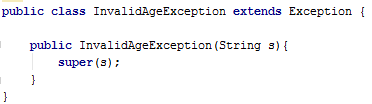 public class InvalidAgeException extends Exception {
public InvalidAgeException(String s){
super(s);
}
}